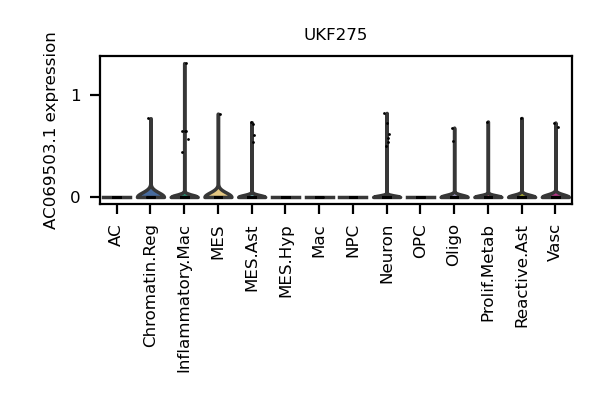 UKF275
AC069503.1 expression
1
0
AC
Chromatin.Reg
Inflammatory.Mac
MES
MES.Ast
MES.Hyp
Mac
NPC
Neuron
OPC
Oligo
Prolif.Metab
Reactive.Ast
Vasc